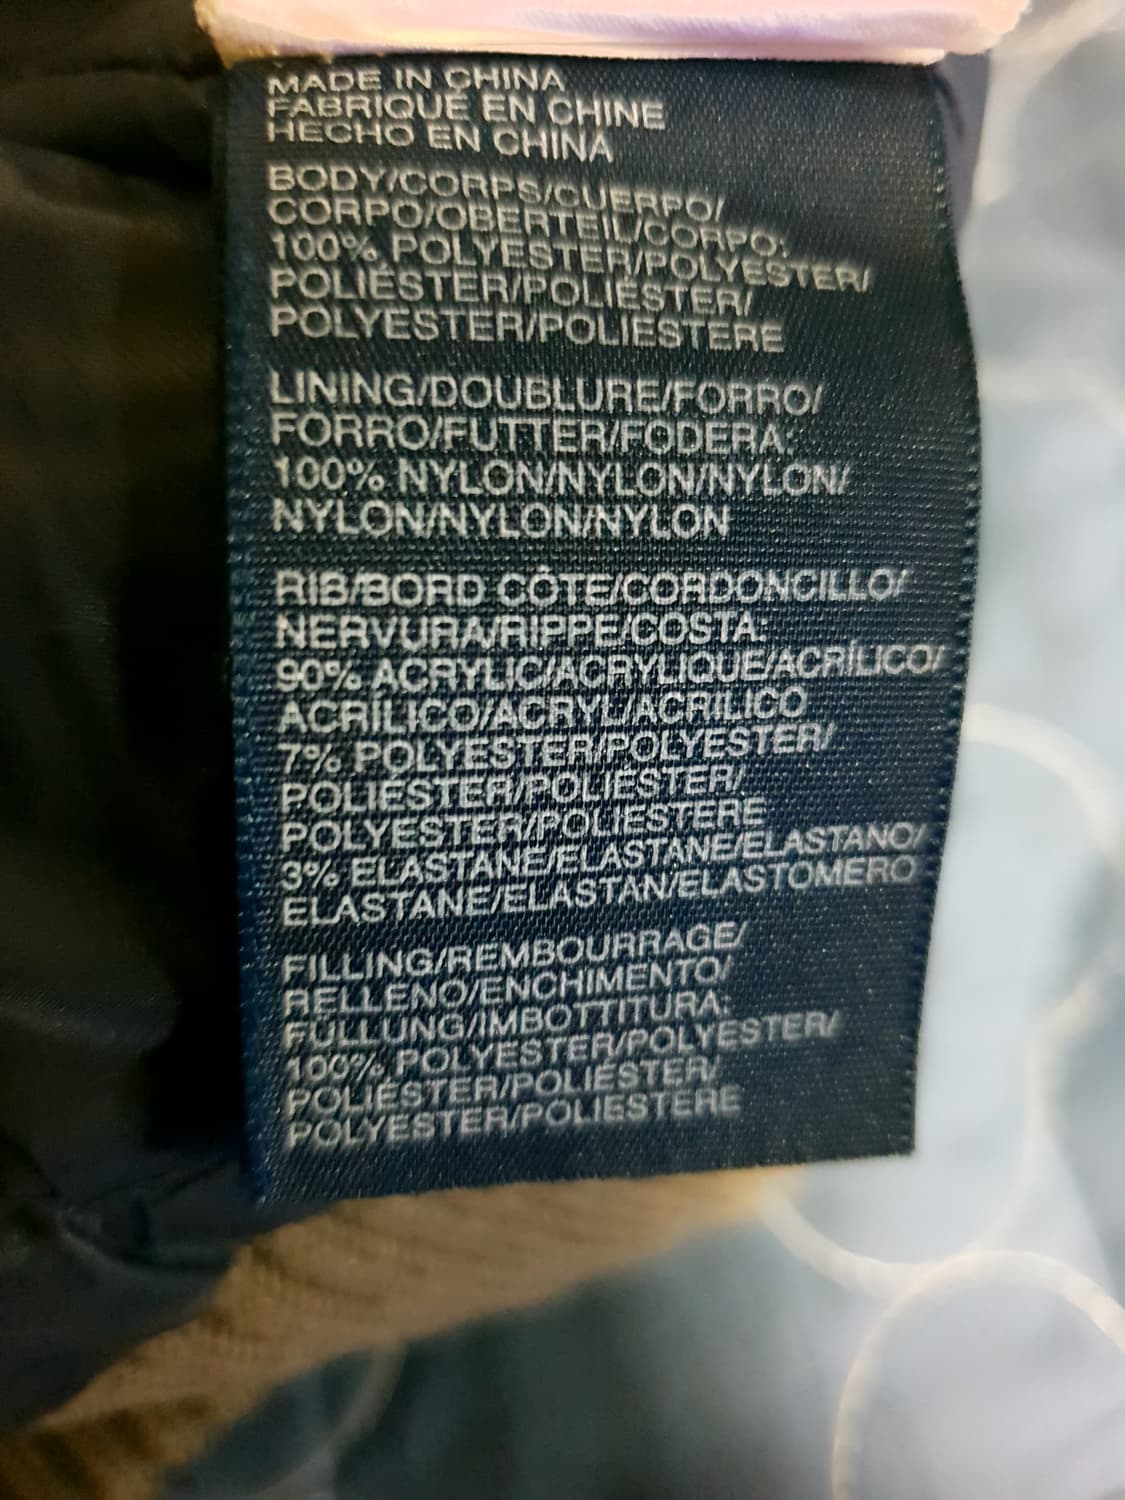 MADE IN CHINA
FABRIQUÉ EN CHINE
HECHO EN CHINA
BODY/CORPS/CUERPO/
CORPO/OBERTEIL/CORPO:
100% POLYESTER/POLYESTER/
POLIÉSTER/POLIÉSTER/
POLYESTER/POLIESTERE
LINING/DOUBLURE/FORRO/
FORRO/FUTTER/FODERA:
100% NYLON/NYLON/NYLON/
NYLON/NYLON/NYLON
RIB/BORD CÔTE/CORDONCILLO/
NERVURA/RIPPE/COSTA:
90% ACRYLIC/ACRYLIQUE/ACRÍLICO/
ACRÍLICO/ACRYL/ACRILICO
7% POLYESTER/POLYESTER/
POLIÉSTER/POLIÉSTER/
POLYESTER/POLIESTERE
3% ELASTANE/ELASTANE/ELASTANO/
ELASTANE/ELASTAN/ELASTOMERO
FILLING/REMBOURRAGE/
RELLENO/ENCHIMENTO/
FÜLLUNG/IMBOTTITURA:
100% POLYESTER/POLYESTER/
POLIÉSTER/POLIÉSTER/
POLYESTER/POLIESTERE